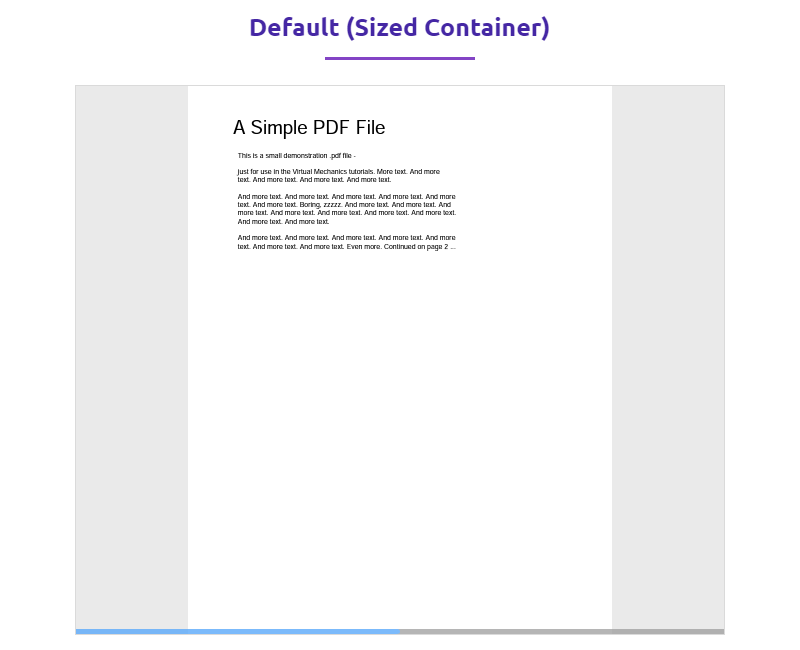 Default (Sized Container)
A Simple PDF File
This is a small demonstration .pdf file -
just for use in the Virtual Mechanics tutorials. More text. And more
text. And more text. And more text. And more text.
And more text. And more text. And more text. And more text. And more
text. And more text. Boring, zzzzz. And more text. And more text. And
more text. And more text. And more text. And more text. And more text.
And more text. And more text.
And more text. And more text. And more text. And more text. And more
text. And more text. And more text. Even more. Continued on page 2 ...